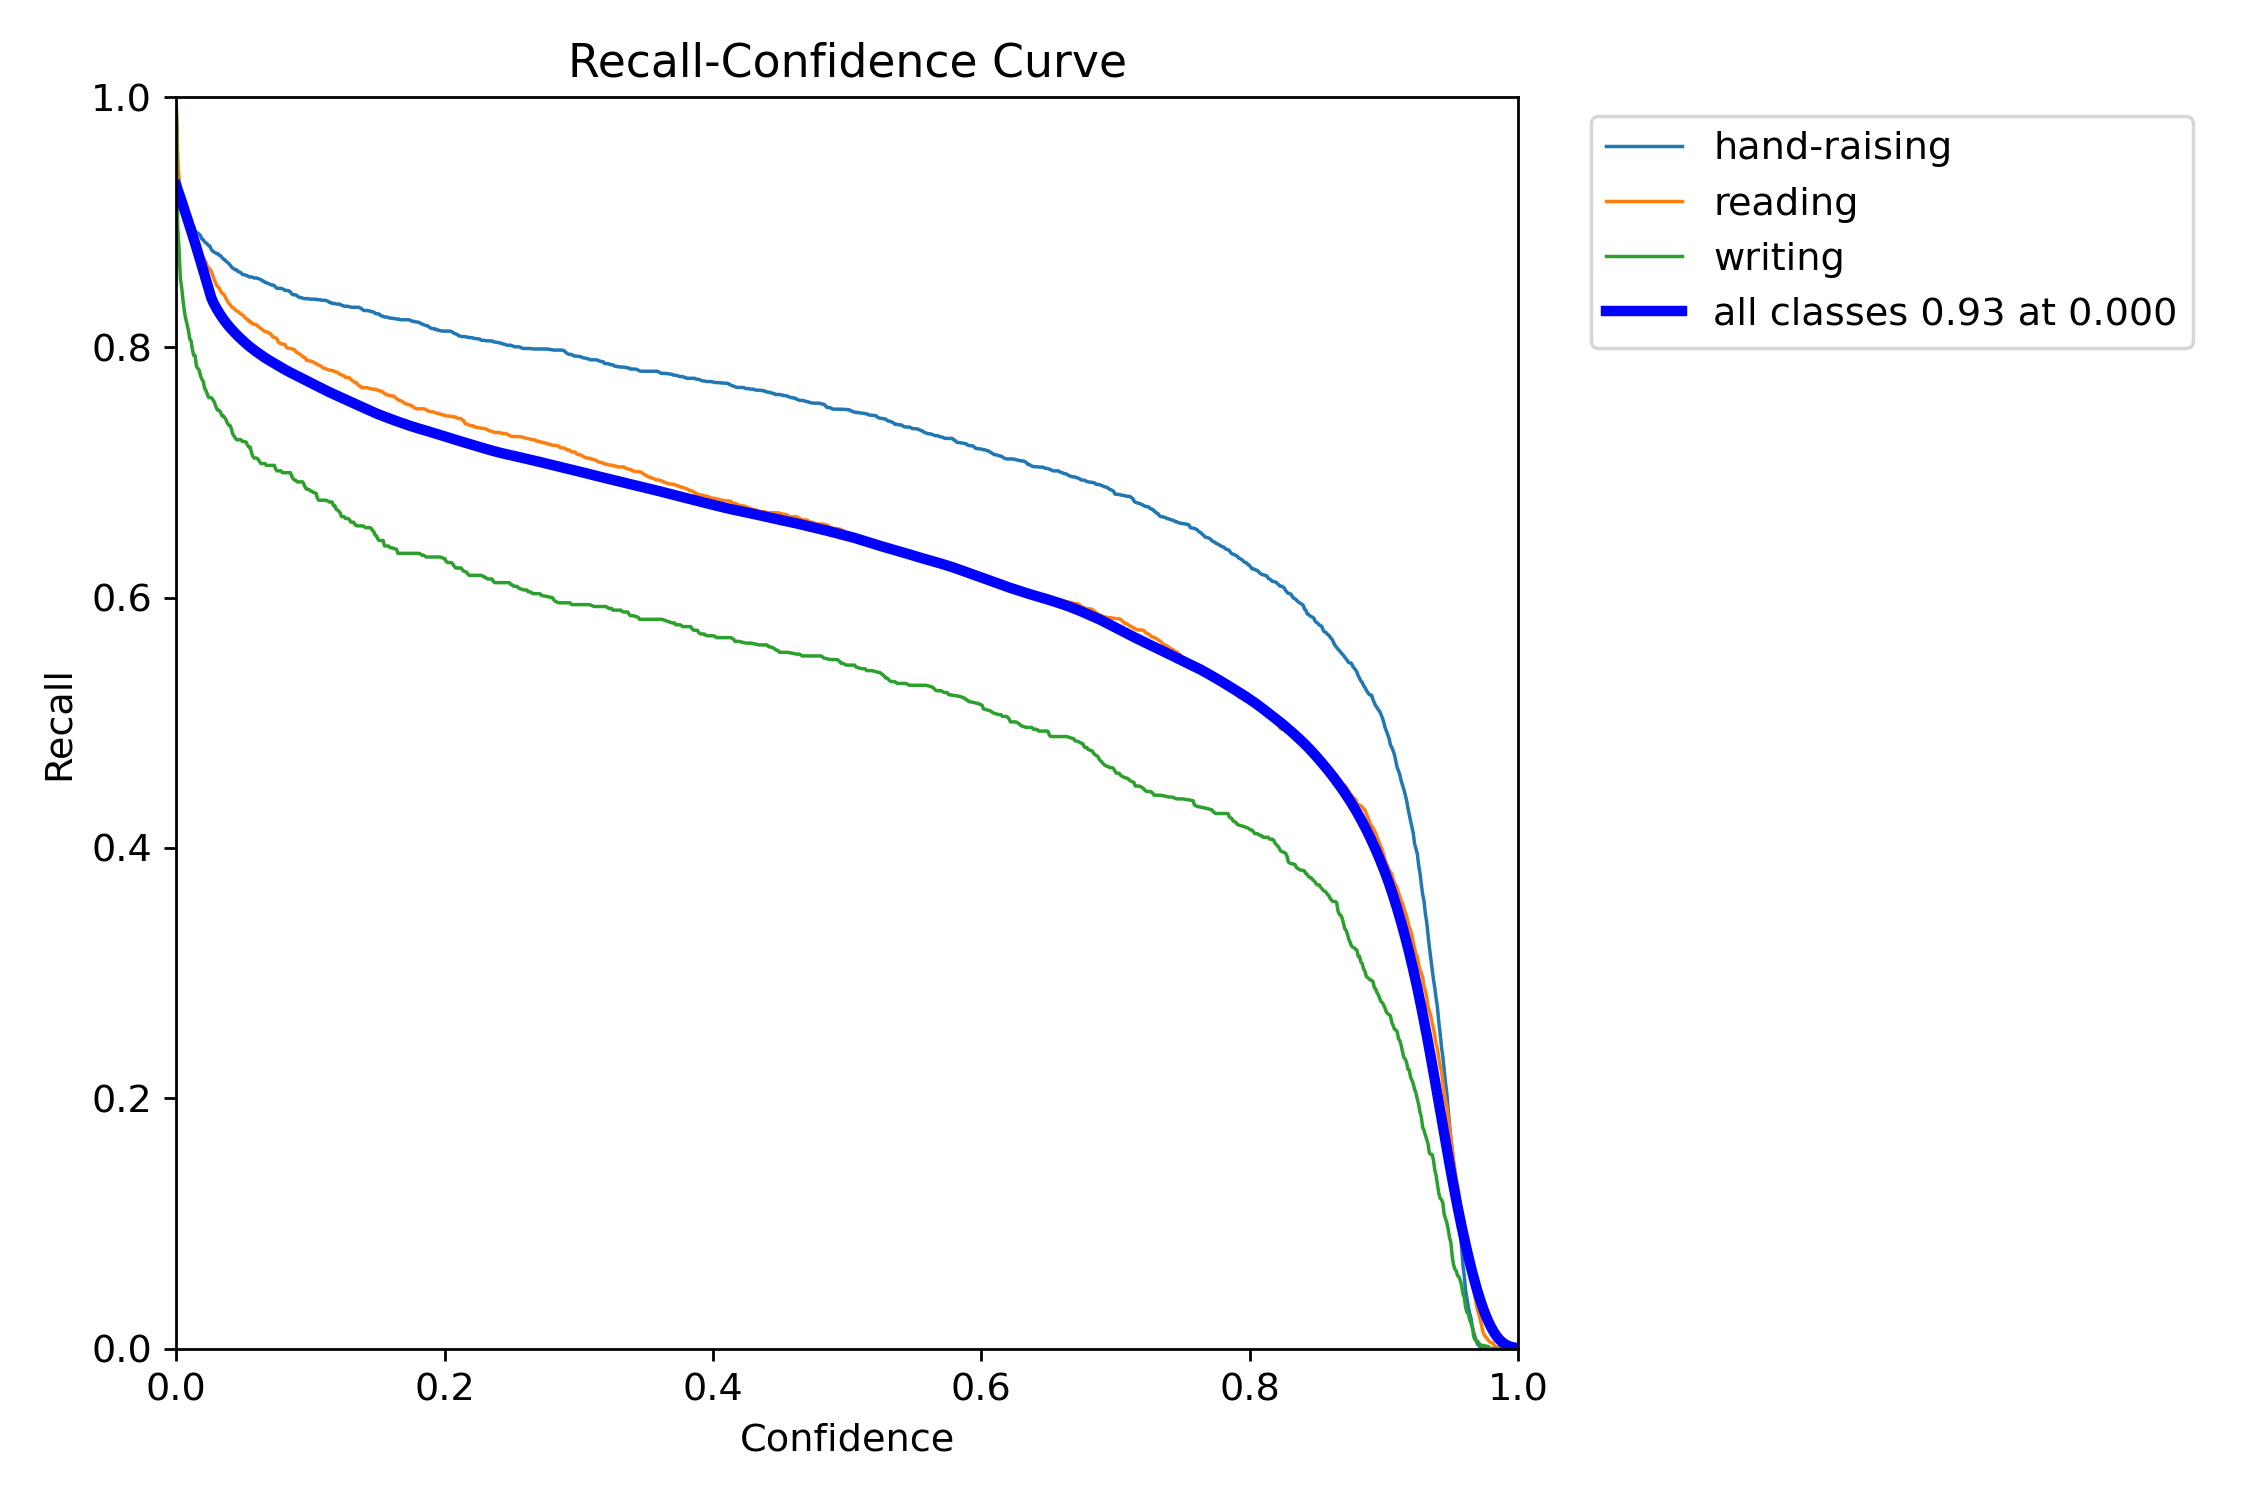 Recall-Confidence Curve
1.0
0.8
0.6
0.4
0.2
0.0
Recall
0.0 0.2 0.4 0.6 0.8 1.0
Confidence
hand-raising
reading
writing
all classes 0.93 at 0.000